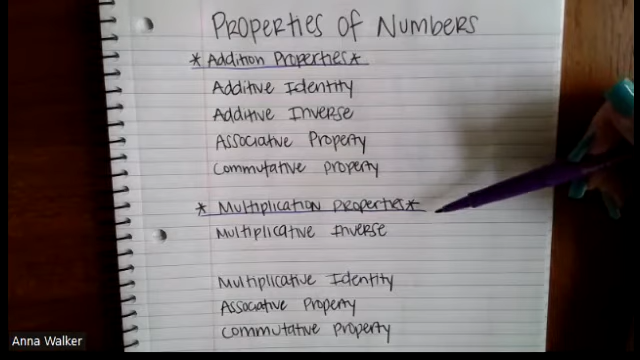 Properties of Numbers
* Addition Properties *
Additive Identity
Additive Inverse
Associative Property
Commutative property
* Multiplication Properties *
Multiplicative Inverse
Multiplicative Identity
Associative Property
Commutative property
Anna Walker